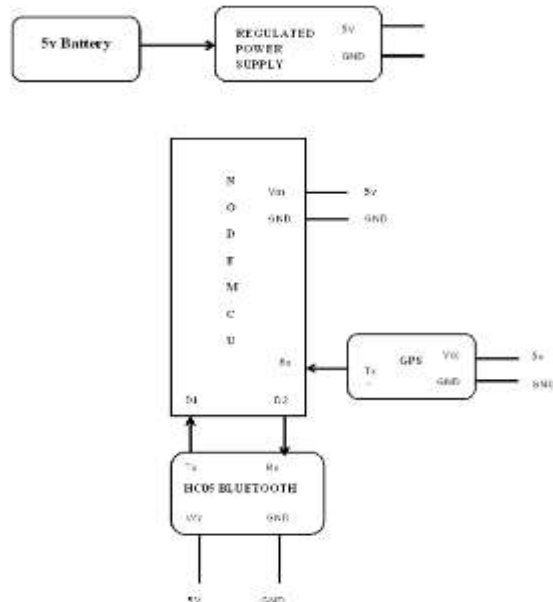 5v Battery
REGULATED
POWER
SUPPLY
5V
GND
N
O
D
E
M
C
U
Vin
5v
GND
GND
Rx
D1
D2
GPS
Tx
Vcc
5v
GND
GND
Tx
Rx
HC05 BLUETOOTH
GND
5V
GND